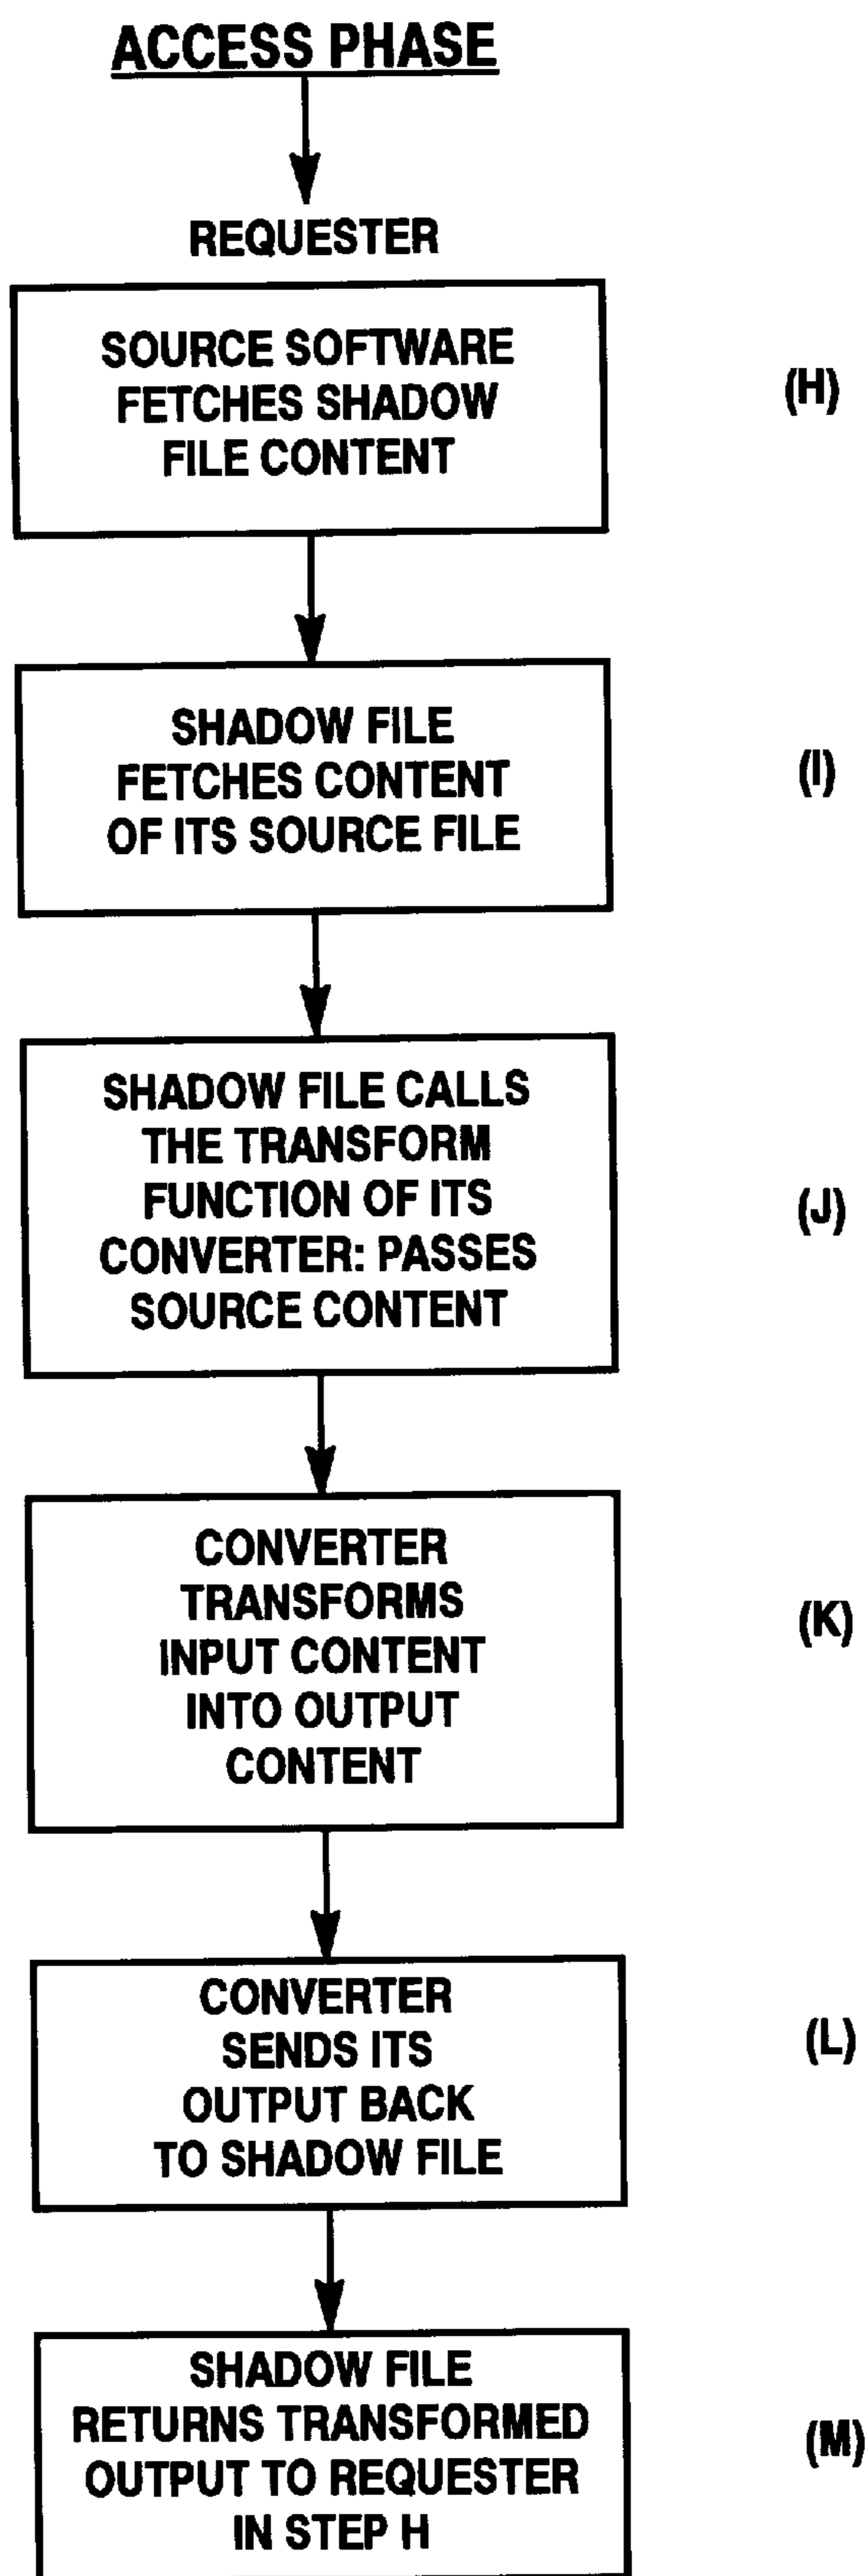 ACCESS PHASE
REQUESTER
SOURCE SOFTWARE
FETCHES SHADOW
FILE CONTENT
(H)
SHADOW FILE
FETCHES CONTENT
OF ITS SOURCE FILE
(I)
SHADOW FILE CALLS
THE TRANSFORM
FUNCTION OF ITS
CONVERTER: PASSES
SOURCE CONTENT
(J)
CONVERTER
TRANSFORMS
INPUT CONTENT
INTO OUTPUT
CONTENT
(K)
CONVERTER
SENDS ITS
OUTPUT BACK
TO SHADOW FILE
(L)
SHADOW FILE
RETURNS TRANSFORMED
OUTPUT TO REQUESTER
IN STEP H
(M)